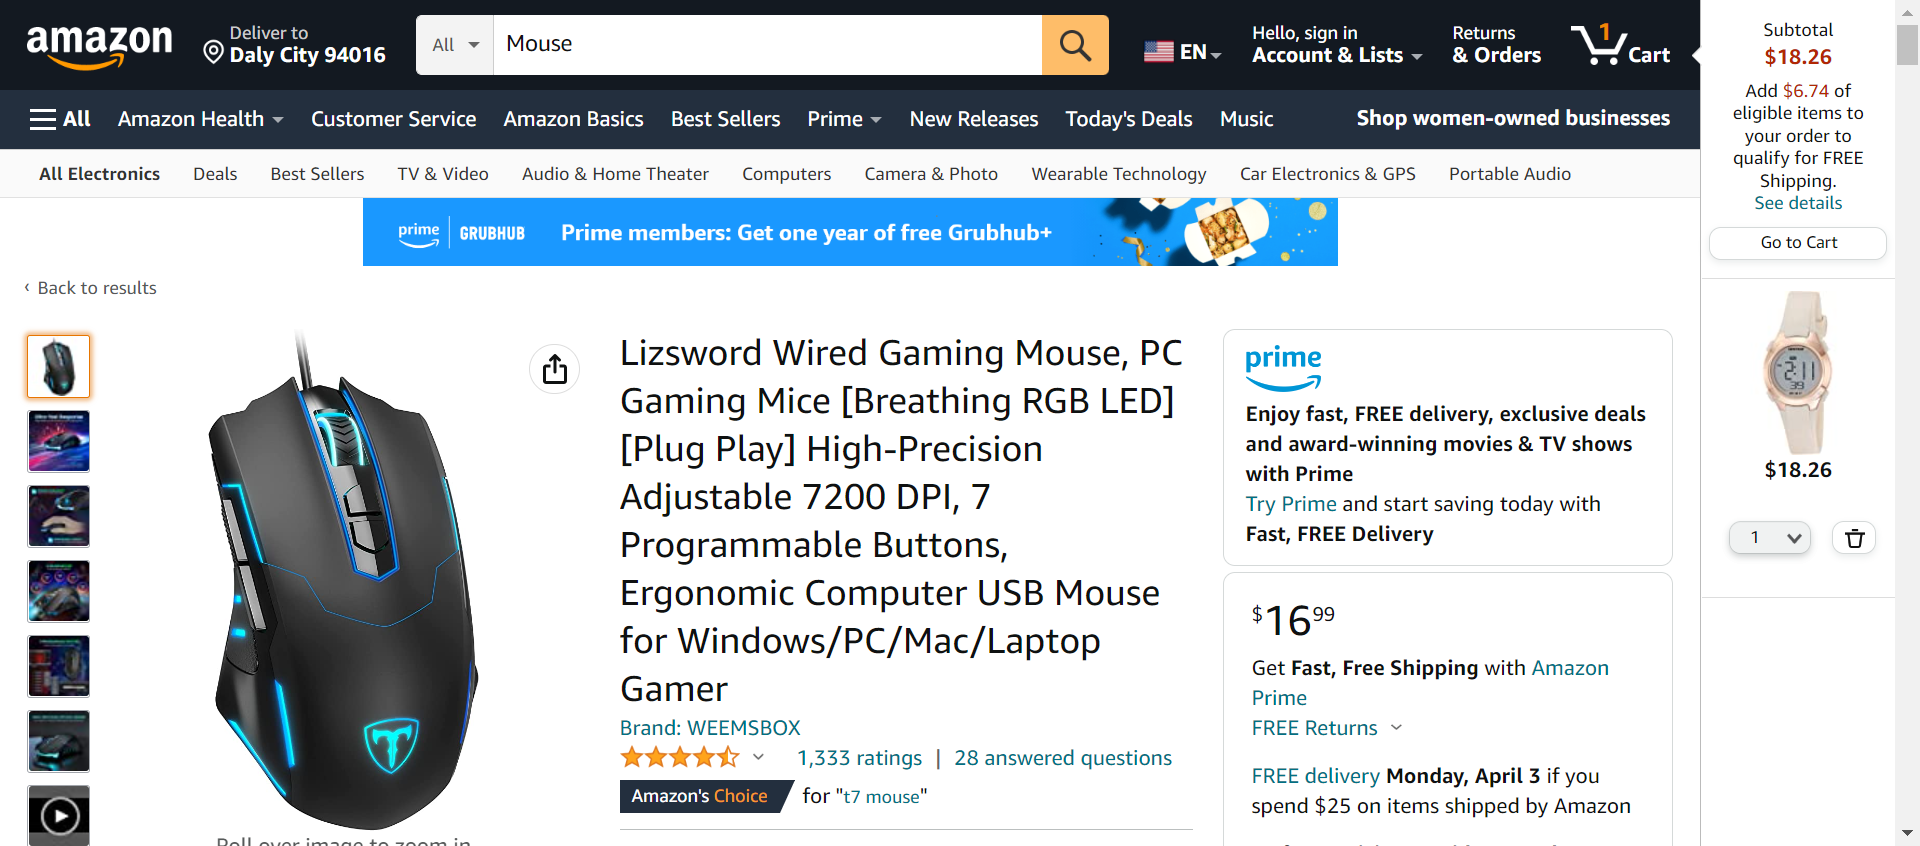 amazon
Deliver to
Daly City 94016
All
Mouse
EN
Hello, sign in
Account & Lists
Returns
& Orders
1
Cart
All
Amazon Health
Customer Service
Amazon Basics
Best Sellers
Prime
New Releases
Today's Deals
Music
Shop women-owned businesses
All Electronics
Deals
Best Sellers
TV & Video
Audio & Home Theater
Computers
Camera & Photo
Wearable Technology
Car Electronics & GPS
Portable Audio
prime
GRUBHUB
Prime members: Get one year of free Grubhub+
‹ Back to results
Lizsword Wired Gaming Mouse, PC
Gaming Mice [Breathing RGB LED]
[Plug Play] High-Precision
Adjustable 7200 DPI, 7
Programmable Buttons,
Ergonomic Computer USB Mouse
for Windows/PC/Mac/Laptop
Gamer
Brand: WEEMSBOX
1,333 ratings | 28 answered questions
Amazon's Choice for "t7 mouse"
Roll over image to zoom in
prime
Enjoy fast, FREE delivery, exclusive deals
and award-winning movies & TV shows
with Prime
Try Prime and start saving today with
Fast, FREE Delivery
$16 99
Get Fast, Free Shipping with Amazon
Prime
FREE Returns
FREE delivery Monday, April 3 if you
spend $25 on items shipped by Amazon
Subtotal
$18.26
Add $6.74 of
eligible items to
your order to
qualify for FREE
Shipping.
See details
Go to Cart
2:11
39
$18.26
1